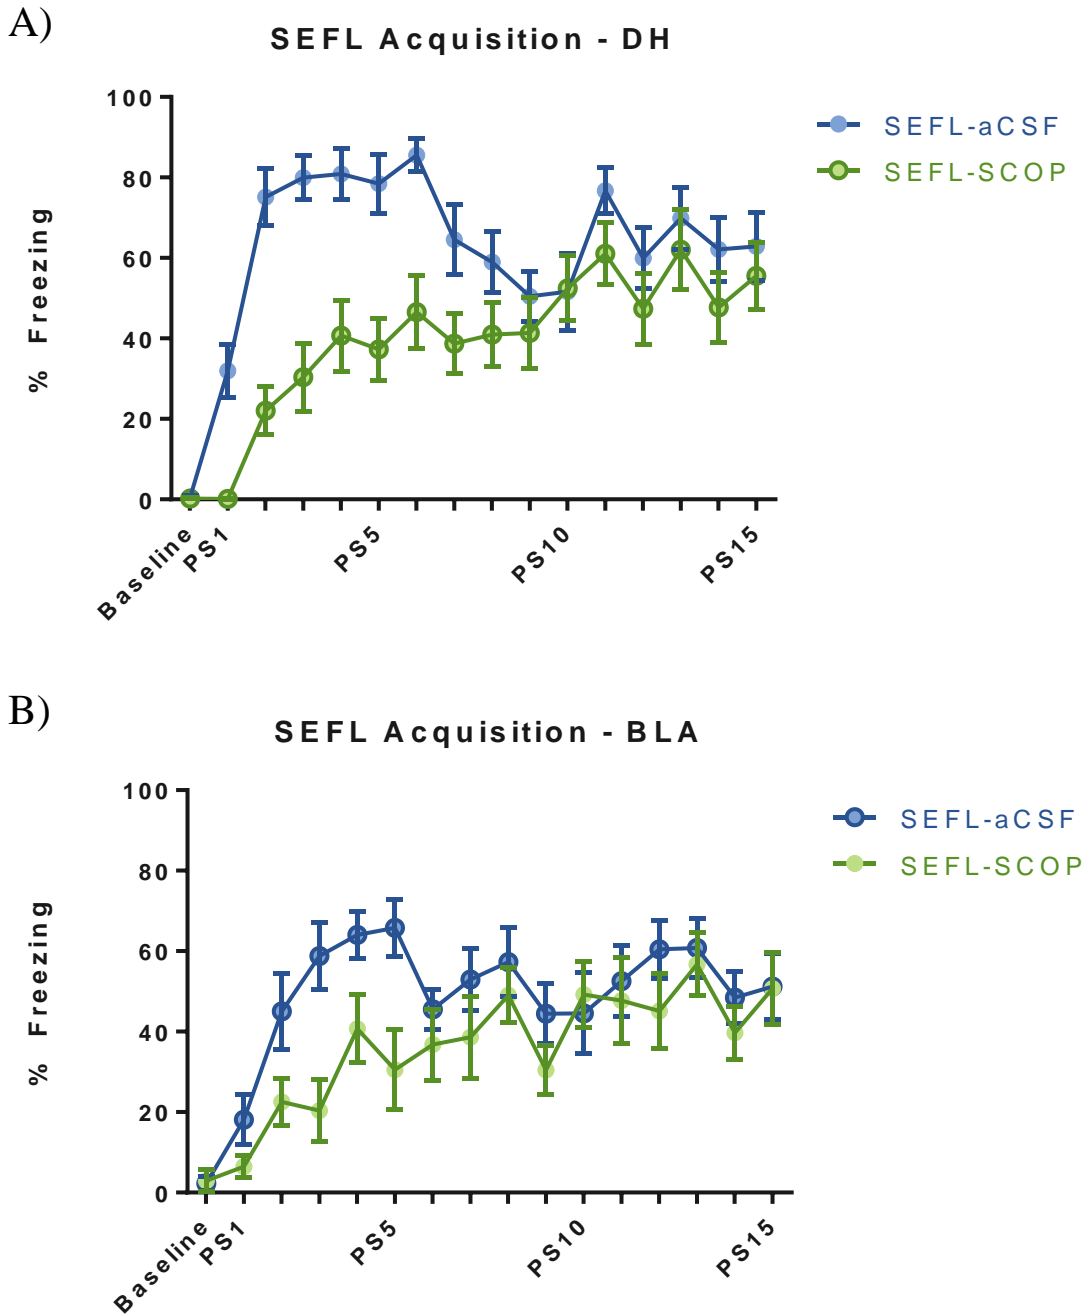 A)
SEFL Acquisition - DH
100
80
60
40
20
0
% Freezing
Baseline
PS1
PS5
PS10
PS15
SEFL-aCSF
SEFL-SCOP
B)
SEFL Acquisition - BLA
100
80
60
40
20
0
% Freezing
Baseline
PS1
PS5
PS10
PS15
SEFL-aCSF
SEFL-SCOP